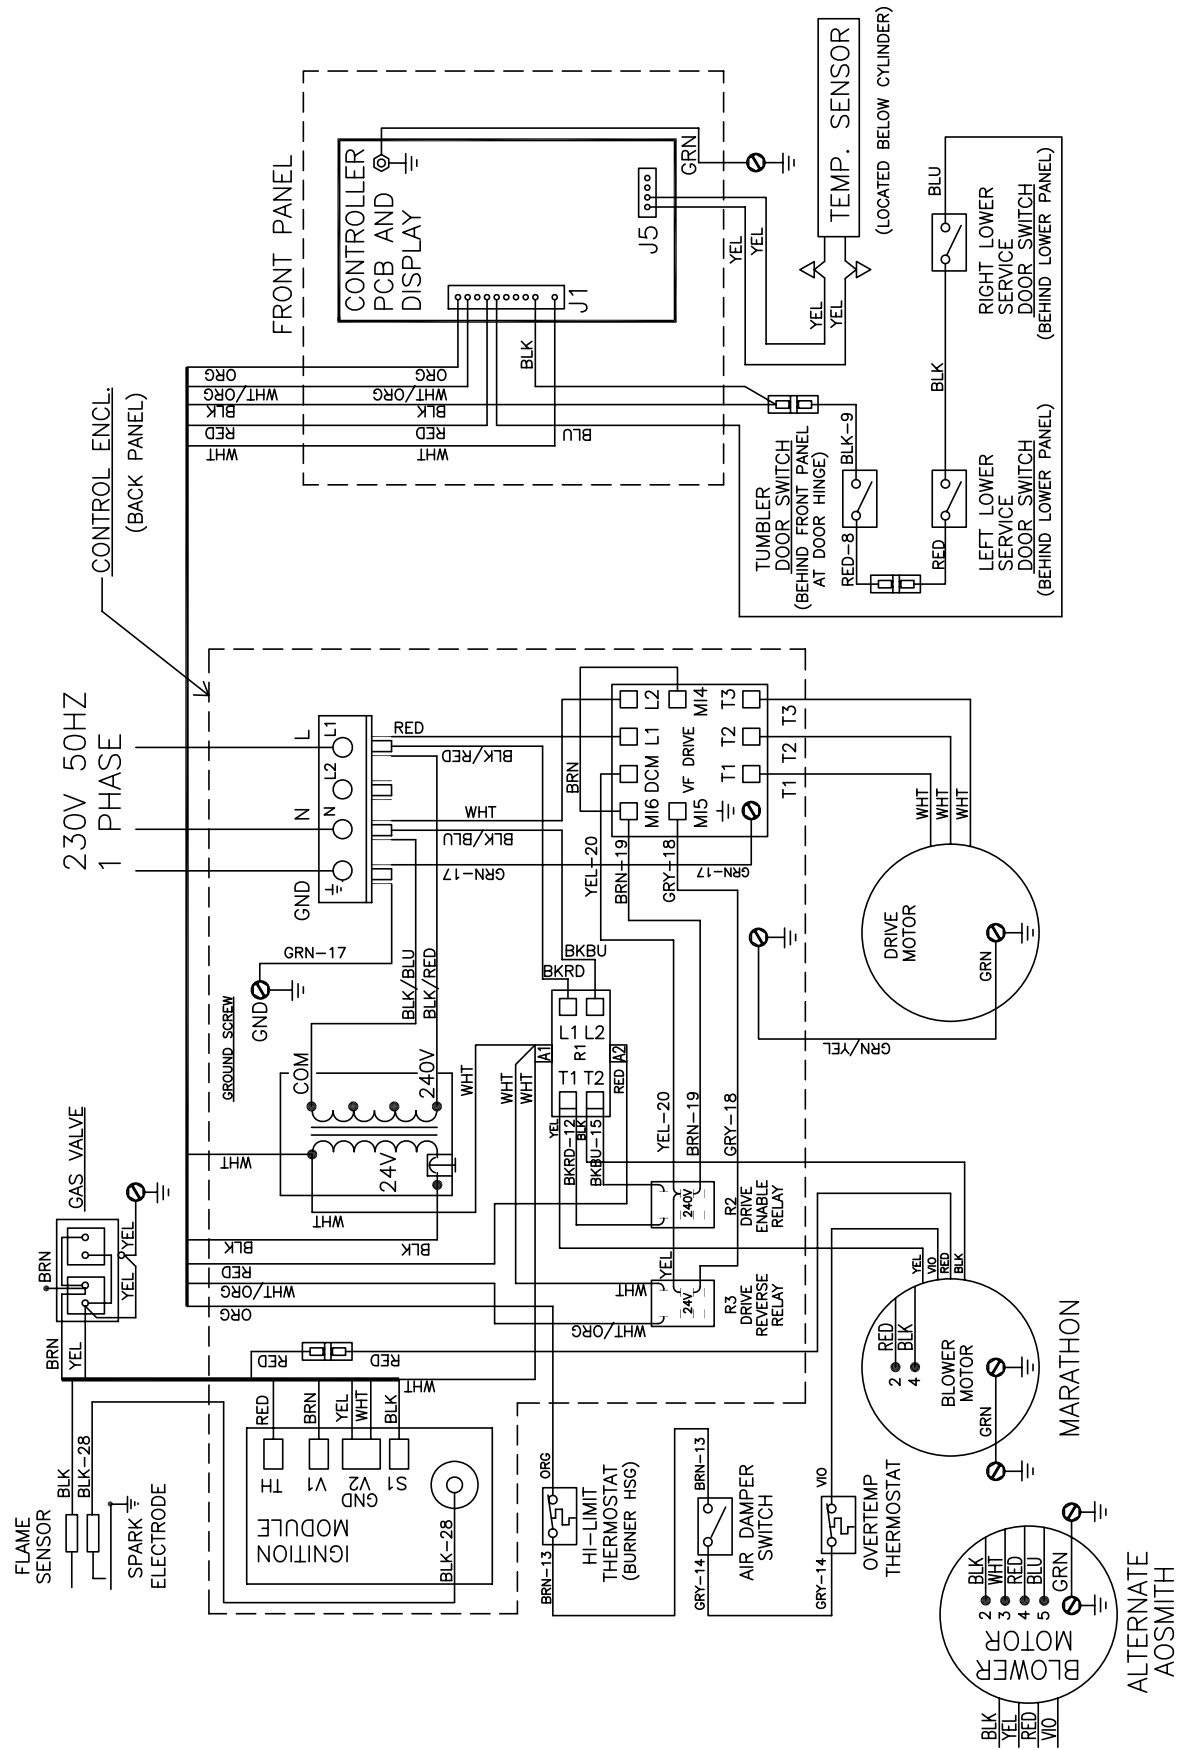 230V 50HZ
1 PHASE
CONTROL ENCL.
(BACK PANEL)
FRONT PANEL
CONTROLLER
PCB AND
DISPLAY
J1
J5
GRN
TEMP. SENSOR
(LOCATED BELOW CYLINDER)
YEL
YEL
YEL
YEL
ORG
WHT/ORG
BLK
RED
WHT
ORG
WHT/ORG
BLK
RED
WHT
BLK
BLU
TUMBLER
DOOR SWITCH
(BEHIND FRONT PANEL
AT DOOR HINGE)
RED-8
BLK-9
RED
BLK
BLU
LEFT LOWER
SERVICE
DOOR SWITCH
(BEHIND LOWER PANEL)
RIGHT LOWER
SERVICE
DOOR SWITCH
(BEHIND LOWER PANEL)
GND
N
L
N
L2
L1
RED
BLK/RED
WHT
BLK/BLU
GRN-17
GRN-17
GND
GROUND SCREW
BLK/BLU
BLK/RED
COM
240V
24V
WHT
WHT
WHT
WHT
WHT
BRN
MI6
DCM
L1
L2
VF DRIVE
MI5
MI4
T1
T2
T3
T1
T2
T3
YEL-20
BRN-19
GRY-18
GRN-17
BKRD
BKBU
L1
L2
R1
A1
A2
T1
T2
RED
YEL
BKRD-12
BLK
BKBU-15
YEL-20
BRN-19
GRY-18
240V
R2
DRIVE
ENABLE
RELAY
YEL
24V
R3
DRIVE
REVERSE
RELAY
WHT
WHT/ORG
BLK
BLK
RED
WHT/ORG
ORG
WHT
WHT
WHT
DRIVE
MOTOR
GRN
GRN/YEL
GAS VALVE
BRN
YEL
YEL
BRN
YEL
RED
RED
WHT
FLAME
SENSOR
BLK
BLK-28
SPARK
ELECTRODE
RED
BRN
YEL
WHT
BLK
TH
V1
V2
GND
S1
IGNITION
MODULE
BLK-28
ORG
BRN-13
HI-LIMIT
THERMOSTAT
(BURNER HSG)
BRN-13
GRY-14
AIR DAMPER
SWITCH
VIO
GRY-14
OVERTEMP
THERMOSTAT
YEL
VIO
RED
BLK
RED
BLK
2
4
BLOWER
MOTOR
GRN
MARATHON
BLK
WHT
RED
BLU
GRN
2
3
4
5
BLOWER
MOTOR
BLK
YEL
RED
VIO
ALTERNATE
AOSMITH